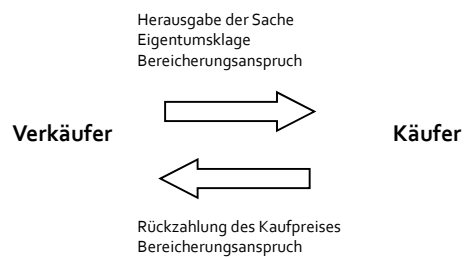 Herausgabe der Sache
Eigentumsklage
Bereicherungsanspruch
Verkäufer
Käufer
Rückzahlung des Kaufpreises
Bereicherungsanspruch